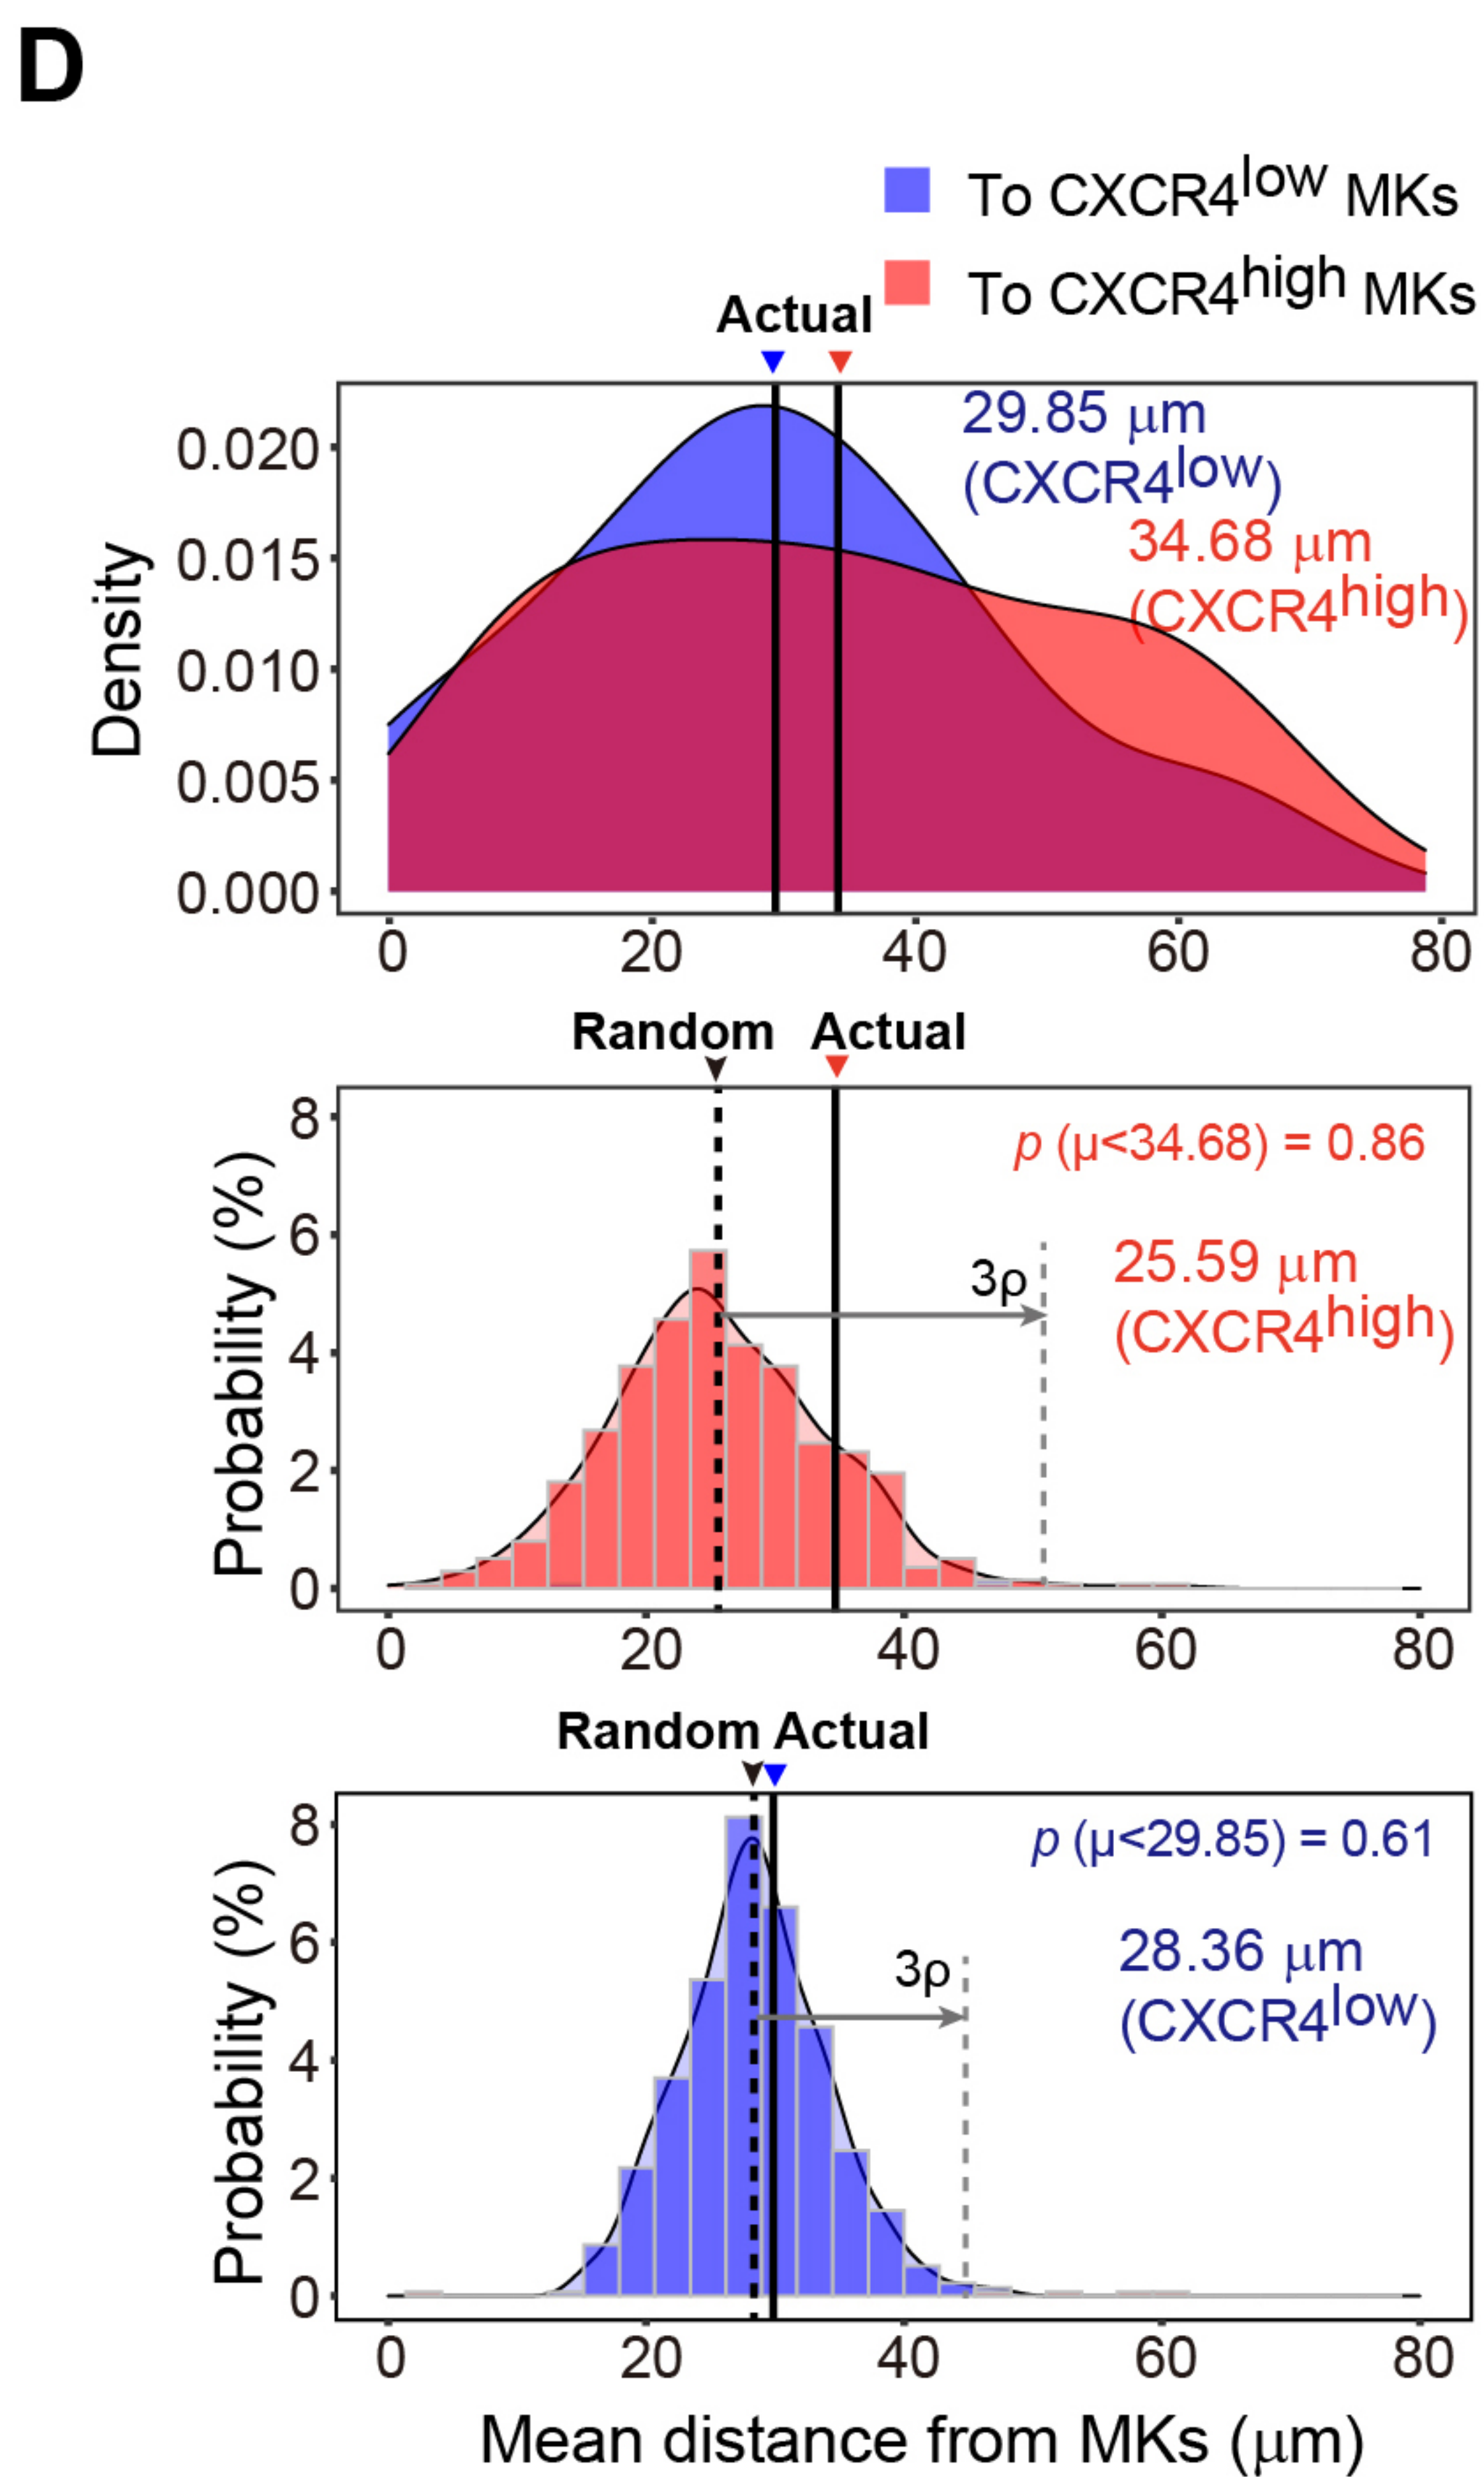 D
To CXCR4low MKs
To CXCR4high MKs
Actual
29.85 μm
(CXCR4low)
34.68 μm
(CXCR4high)
Density
0.020
0.015
0.010
0.005
0.000
0 20 40 60 80
Random Actual
p (μ<34.68) = 0.86
25.59 μm
(CXCR4high)
3ρ
Probability (%)
8
6
4
2
0
0 20 40 60 80
Random Actual
p (μ<29.85) = 0.61
28.36 μm
(CXCR4low)
3ρ
Probability (%)
8
6
4
2
0
0 20 40 60 80
Mean distance from MKs (μm)